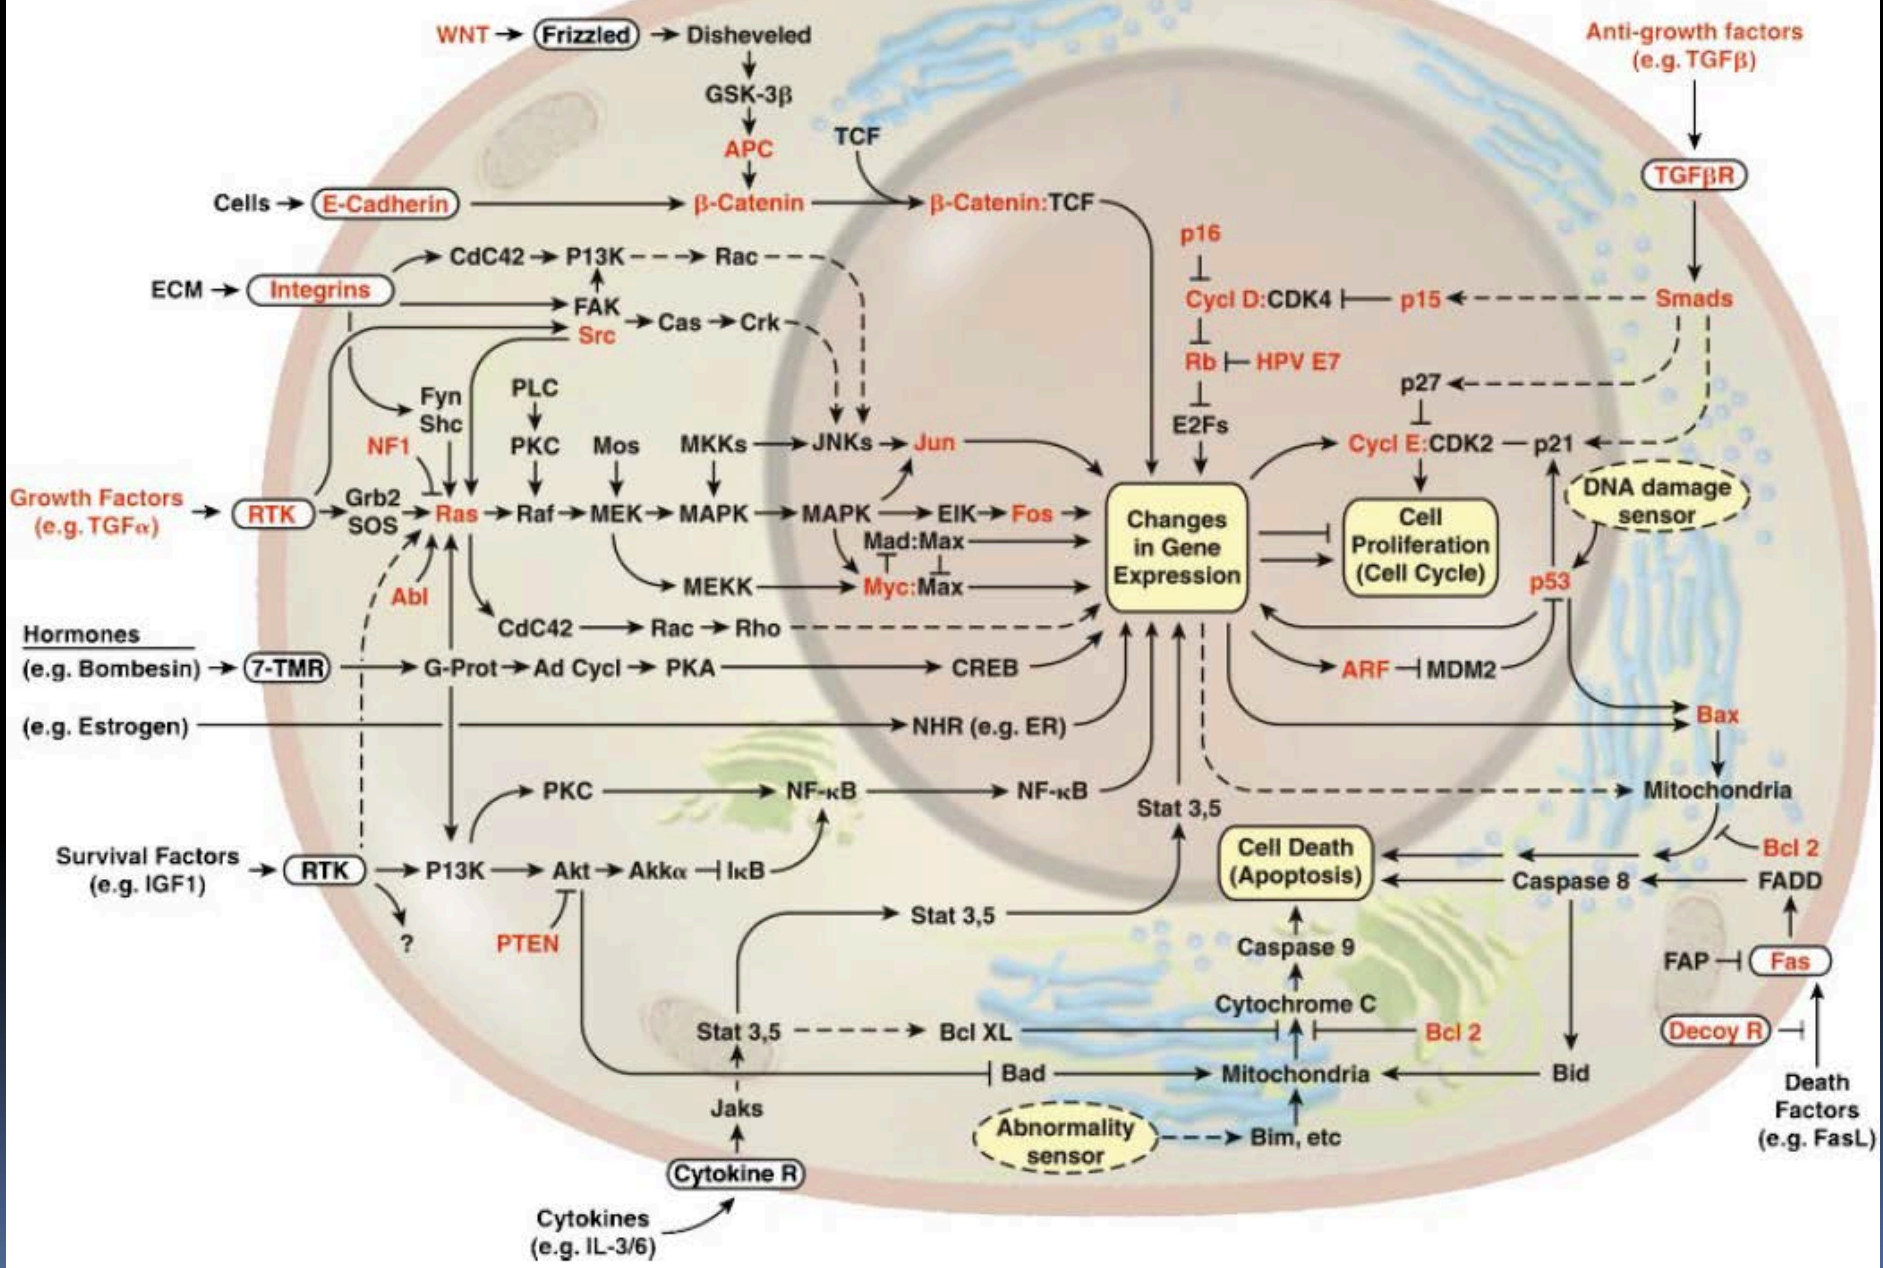 WNT
Frizzled
Disheveled
GSK-3β
APC
TCF
Cells
E-Cadherin
β-Catenin
β-Catenin:TCF
Anti-growth factors
(e.g. TGFβ)
TGFβR
Smads
CdC42
P13K
Rac
ECM
Integrins
FAK
Src
Cas
Crk
p16
Cycl D:CDK4
p15
Rb
HPV E7
E2Fs
p27
Cycl E:CDK2
p21
DNA damage
sensor
Fyn
Shc
PLC
NF1
PKC
Mos
MKKs
JNKs
Jun
Growth Factors
(e.g. TGFα)
RTK
Grb2
SOS
Ras
Raf
MEK
MAPK
MAPK
ElK
Fos
Mad:Max
Changes
in Gene
Expression
Cell
Proliferation
(Cell Cycle)
p53
Abl
MEKK
Myc:Max
CdC42
Rac
Rho
Hormones
(e.g. Bombesin)
7-TMR
G-Prot
Ad Cycl
PKA
CREB
ARF
MDM2
(e.g. Estrogen)
NHR (e.g. ER)
Bax
PKC
NF-κB
NF-κB
Stat 3,5
Mitochondria
Survival Factors
(e.g. IGF1)
RTK
P13K
Akt
Akkα
IκB
Cell Death
(Apoptosis)
Bcl 2
Caspase 8
FADD
?
PTEN
Stat 3,5
Caspase 9
FAP
Fas
Cytochrome C
Stat 3,5
Bcl XL
Bcl 2
Decoy R
Bad
Mitochondria
Bid
Death
Factors
(e.g. FasL)
Jaks
Abnormality
sensor
Bim, etc
Cytokine R
Cytokines
(e.g. IL-3/6)